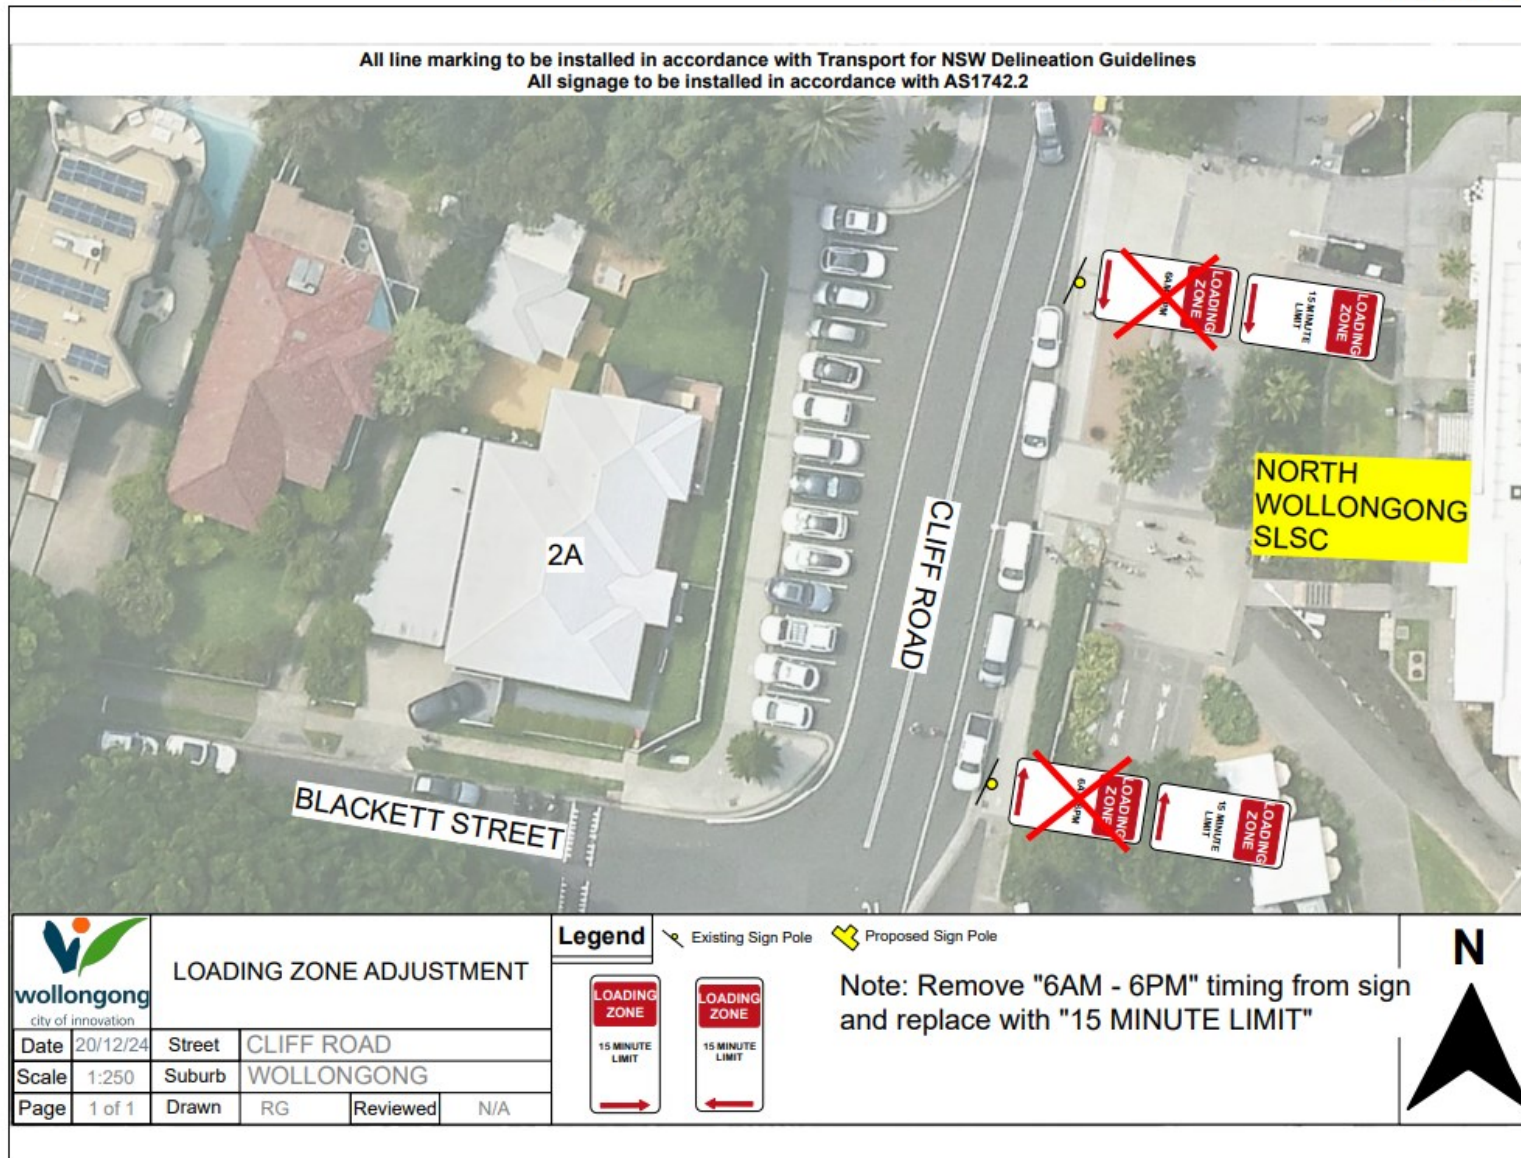 All line marking to be installed in accordance with Transport for NSW Delineation Guidelines
All signage to be installed in accordance with AS1742.2
LOADING
ZONE
LOADING
ZONE
15 MINUTE
LIMIT
NORTH
WOLLONGONG
SLSC
CLIFF ROAD
2A
BLACKETT STREET
LOADING
ZONE
LOADING
ZONE
15 MINUTE
LIMIT
wollongong
city of innovation
LOADING ZONE ADJUSTMENT
Date 20/12/24 Street CLIFF ROAD
Scale 1:250 Suburb WOLLONGONG
Page 1 of 1 Drawn RG Reviewed N/A
Legend Existing Sign Pole Proposed Sign Pole
LOADING
ZONE
15 MINUTE
LIMIT
LOADING
ZONE
15 MINUTE
LIMIT
Note: Remove "6AM - 6PM" timing from sign
and replace with "15 MINUTE LIMIT"
N